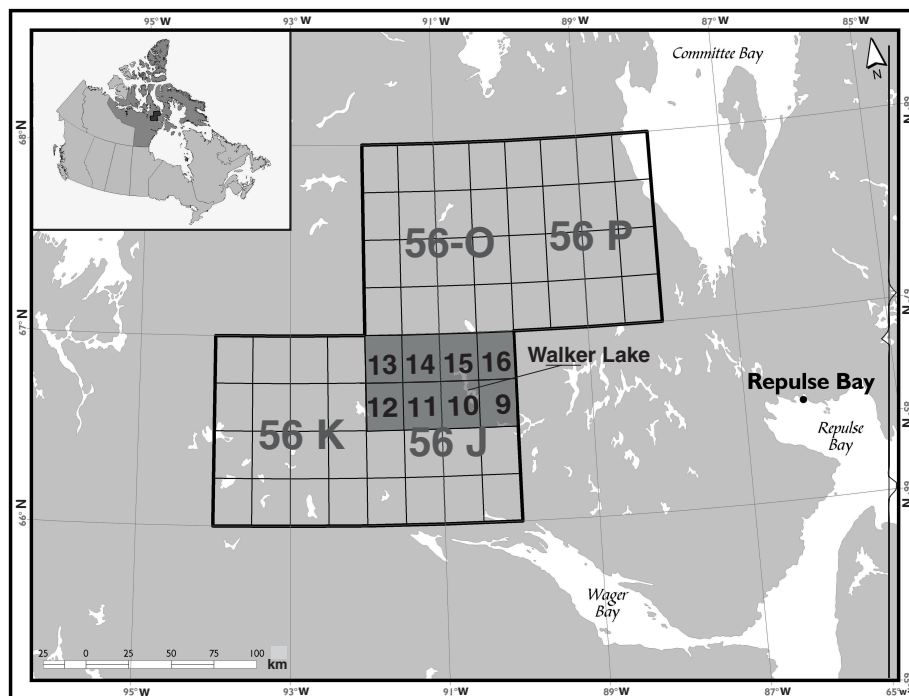 95° W 91° W 89° W 87° W 85° W
Committee Bay
N
68° N
56-O 56 P
67° N
13 14 15 16
Walker Lake
12 11 10 9
Repulse Bay
Repulse
Bay
56 K 56 J
66° N
Wager
Bay
25 0 25 50 75 100
km
95° W 93° W 91° W 89° W 87° W